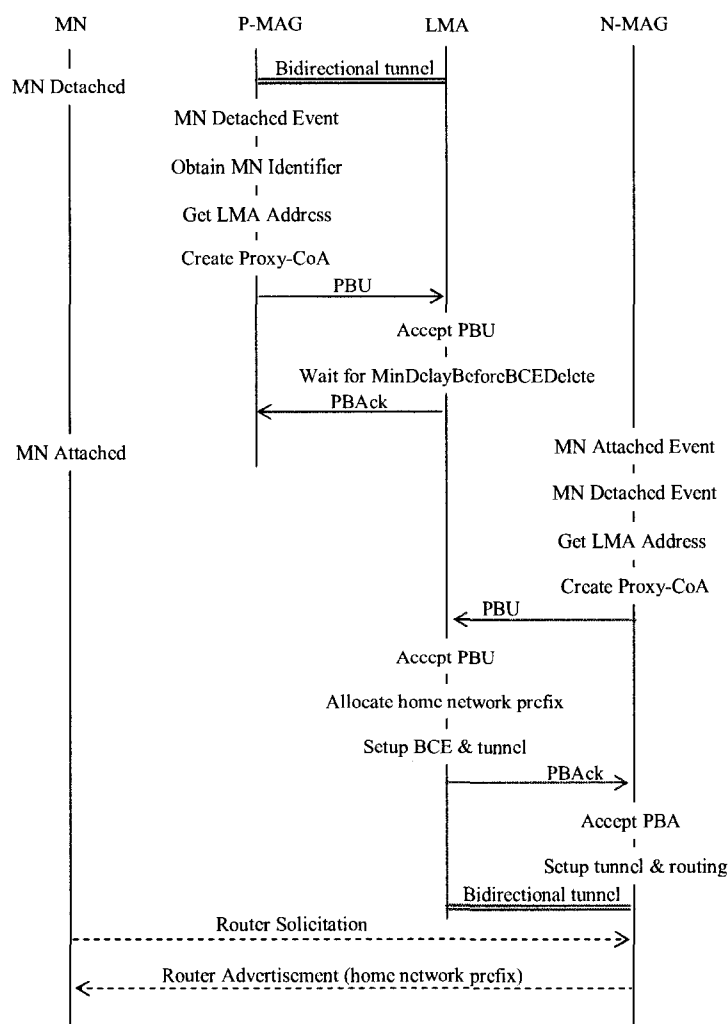 MN P-MAG LMA N-MAG
Bidirectional tunnel
MN Detached
MN Detached Event
Obtain MN Identifier
Get LMA Address
Create Proxy-CoA
PBU
Accept PBU
Wait for MinDelayBeforeBCEDelete
PBAck
MN Attached
MN Attached Event
MN Detached Event
Get LMA Address
Create Proxy-CoA
PBU
Accept PBU
Allocate home network prefix
Setup BCE & tunnel
PBAck
Accept PBA
Setup tunnel & routing
Bidirectional tunnel
Router Solicitation
Router Advertisement (home network prefix)